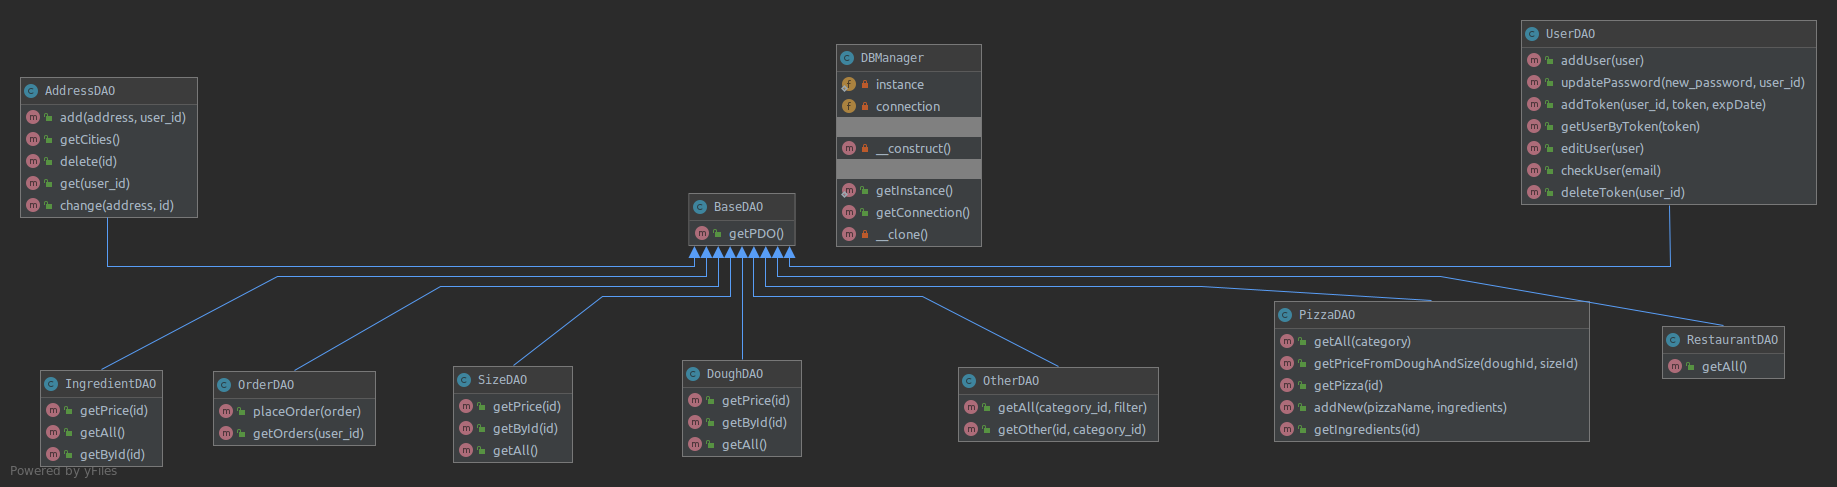 AddressDAO
add(address, user_id)
getCities()
delete(id)
get(user_id)
change(address, id)
BaseDAO
getPDO()
DBManager
instance
connection
__construct()
getInstance()
getConnection()
__clone()
UserDAO
addUser(user)
updatePassword(new_password, user_id)
addToken(user_id, token, expDate)
getUserByToken(token)
editUser(user)
checkUser(email)
deleteToken(user_id)
IngredientDAO
getPrice(id)
getAll()
getById(id)
OrderDAO
placeOrder(order)
getOrders(user_id)
SizeDAO
getPrice(id)
getById(id)
getAll()
DoughDAO
getPrice(id)
getById(id)
getAll()
OtherDAO
getAll(category_id, filter)
getOther(id, category_id)
PizzaDAO
getAll(category)
getPriceFromDoughAndSize(doughId, sizeId)
getPizza(id)
addNew(pizzaName, ingredients)
getIngredients(id)
RestaurantDAO
getAll()
Powered by yFiles